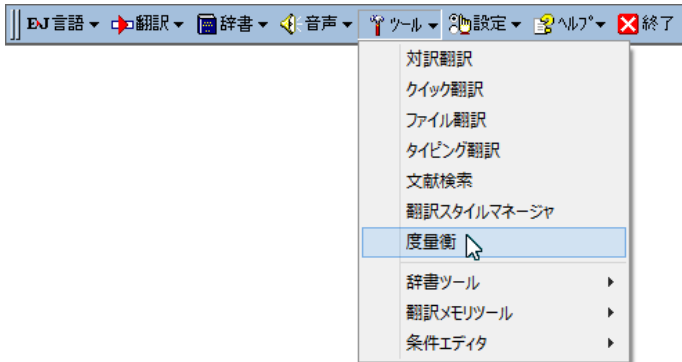 EJ 言語 翻訳 辞書 音声 ツール 設定 ヘルプ 終了
対訳翻訳
クイック翻訳
ファイル翻訳
タイピング翻訳
文献検索
翻訳スタイルマネージャ
度量衡
辞書ツール
翻訳メモリツール
条件エディタ